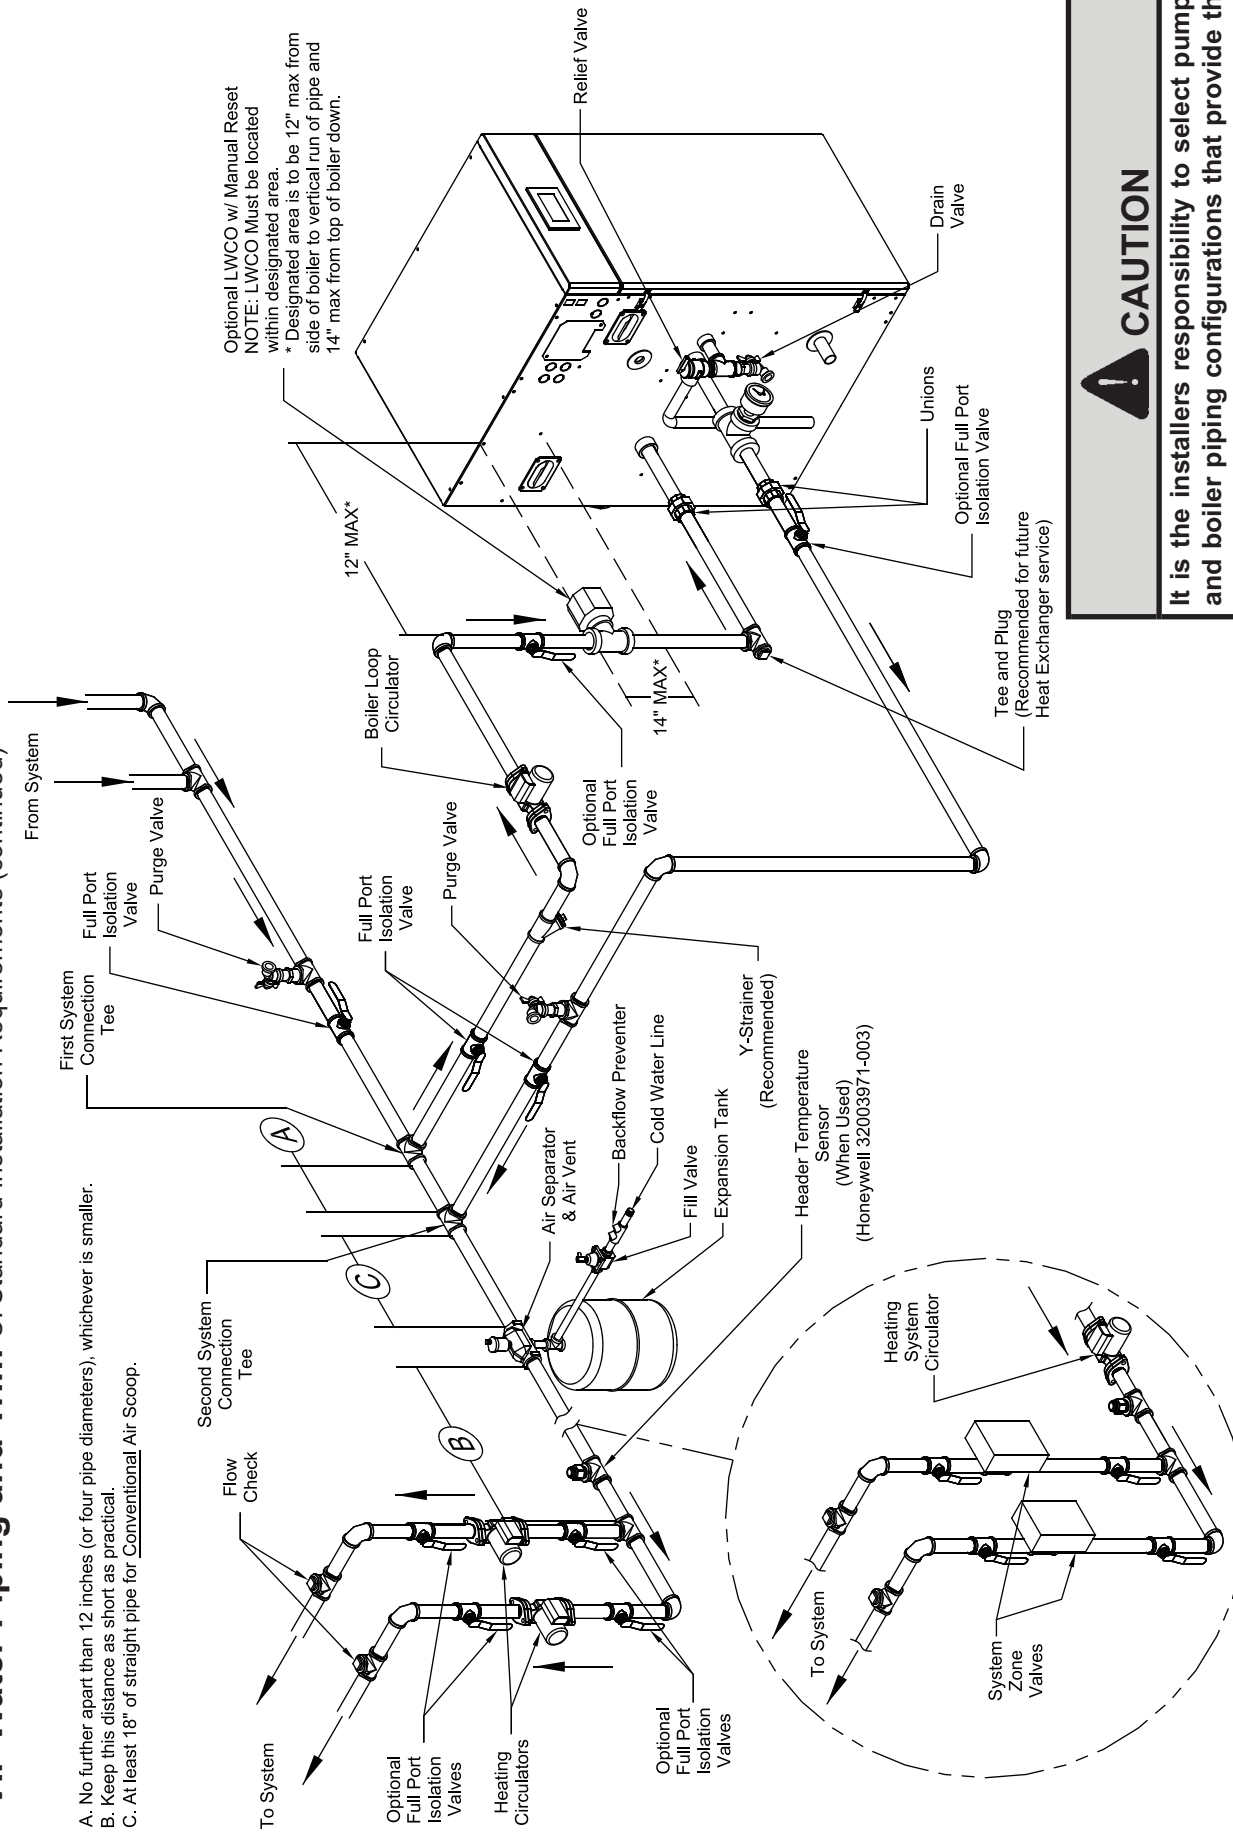 A. No further apart than 12 inches (or four pipe diameters), whichever is smaller.
B. Keep this distance as short as practical.
C. At least 18" of straight pipe for Conventional Air Scoop.
From System
First System
Connection
Tee
Full Port
Isolation
Valve
Purge Valve
Optional LWCO w/ Manual Reset
NOTE: LWCO Must be located
within designated area.
* Designated area is to be 12" max from
side of boiler to vertical run of pipe and
14" max from top of boiler down.
Second System
Connection
Tee
Flow
Check
A
C
B
Full Port
Isolation
Valve
Purge Valve
Boiler Loop
Circulator
12" MAX*
14" MAX*
Relief Valve
To System
Optional
Full Port
Isolation
Valves
Heating
Circulators
Optional
Full Port
Isolation
Valves
Air Separator
& Air Vent
Backflow Preventer
Cold Water Line
Fill Valve
Expansion Tank
Y-Strainer
(Recommended)
Header Temperature
Sensor
(When Used)
(Honeywell 32003971-003)
Optional
Full Port
Isolation
Valve
Drain
Valve
Unions
Optional Full Port
Isolation Valve
Tee and Plug
(Recommended for future
Heat Exchanger service)
Heating
System
Circulator
To System
System
Zone
Valves
! CAUTION
It is the installers responsibility to select pump
and boiler piping configurations that provide